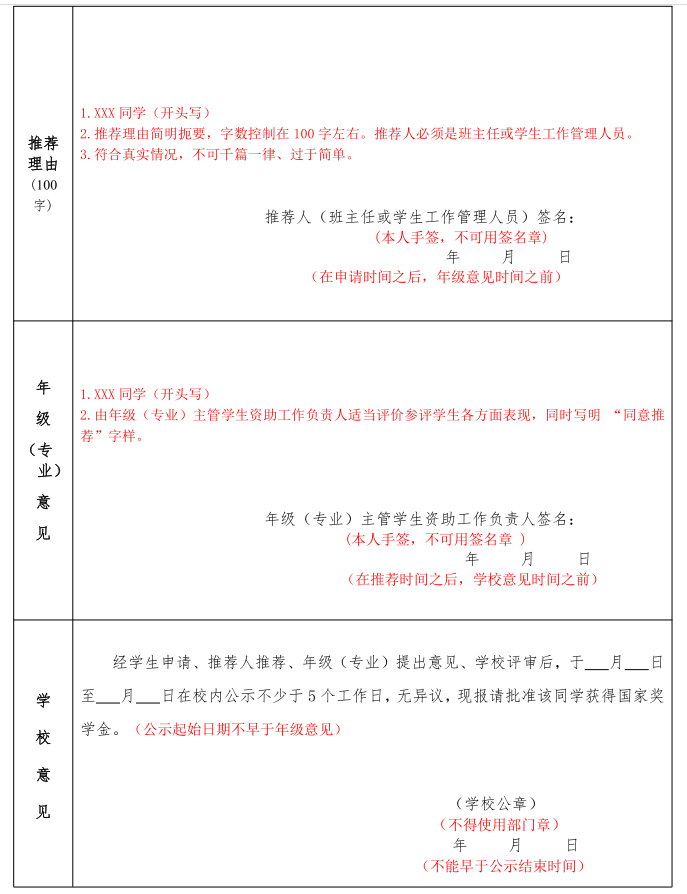 推荐
理由
(100
字)
1.XXX 同学（开头写）
2.推荐理由简明扼要，字数控制在 100 字左右。推荐人必须是班主任或学生工作管理人员。
3.符合真实情况，不可千篇一律、过于简单。
推荐人（班主任或学生工作管理人员）签名：
(本人手签，不可用签名章)
年 月 日
（在申请时间之后，年级意见时间之前）
年
级
（专
业）
意
见
1.XXX 同学（开头写）
2.由年级（专业）主管学生资助工作负责人适当评价参评学生各方面表现，同时写明 “同意推
荐”字样。
年级（专业）主管学生资助工作负责人签名：
(本人手签，不可用签名章 )
年 月 日
（在推荐时间之后，学校意见时间之前）
学
校
意
见
经学生申请、推荐人推荐、年级（专业）提出意见、学校评审后，于___月___日
至___月___日在校内公示不少于 5 个工作日，无异议，现报请批准该同学获得国家奖
学金。（公示起始日期不早于年级意见）
（学校公章）
（不得使用部门章）
年 月 日
（不能早于公示结束时间）